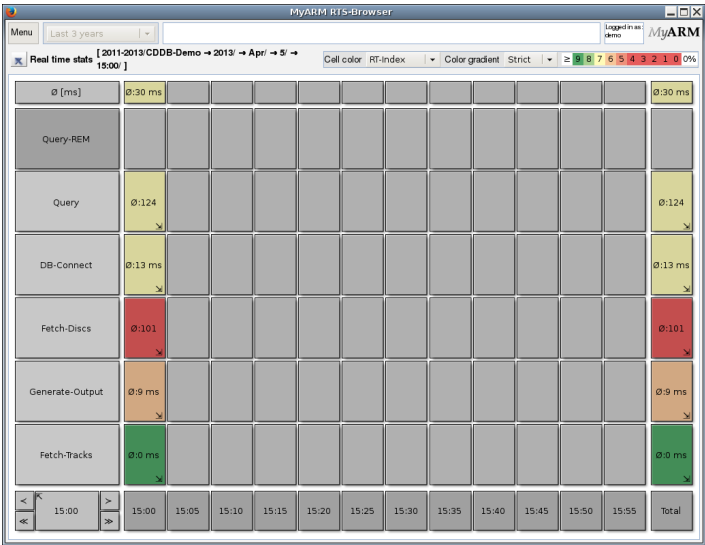 MyARM RTS-Browser
Menu
Last 3 years
Logged in as: demo
MyARM
Real time stats
[ 2011-2013/CDDB-Demo → 2013/ → Apr/ → 5/ →
15:00/ ]
Cell color RT-Index
Color gradient Strict
≥ 9 8 7 6 5 4 3 2 1 0 0%
Ø [ms] Ø:30 ms Ø:30 ms
Query-REM
Query Ø:124 Ø:124
DB-Connect Ø:13 ms Ø:13 ms
Fetch-Discs Ø:101 Ø:101
Generate-Output Ø:9 ms Ø:9 ms
Fetch-Tracks Ø:0 ms Ø:0 ms
< 15:00 >
≪ ≫
15:00 15:05 15:10 15:15 15:20 15:25 15:30 15:35 15:40 15:45 15:50 15:55 Total